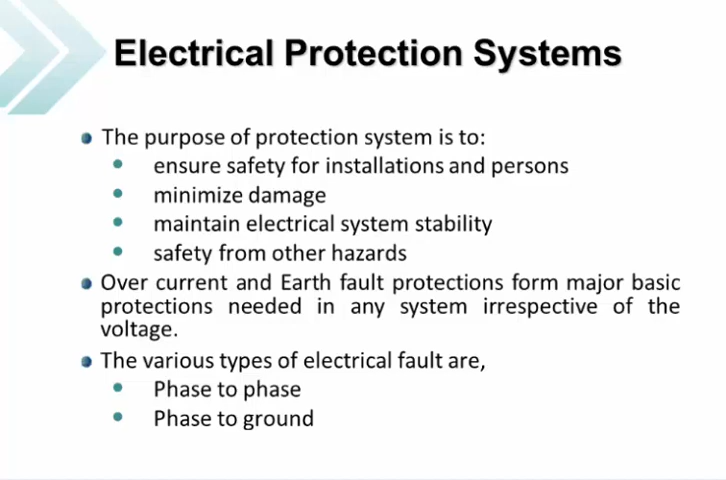 Electrical Protection Systems
The purpose of protection system is to:
ensure safety for installations and persons
minimize damage
maintain electrical system stability
safety from other hazards
Over current and Earth fault protections form major basic
protections needed in any system irrespective of the
voltage.
The various types of electrical fault are,
Phase to phase
Phase to ground